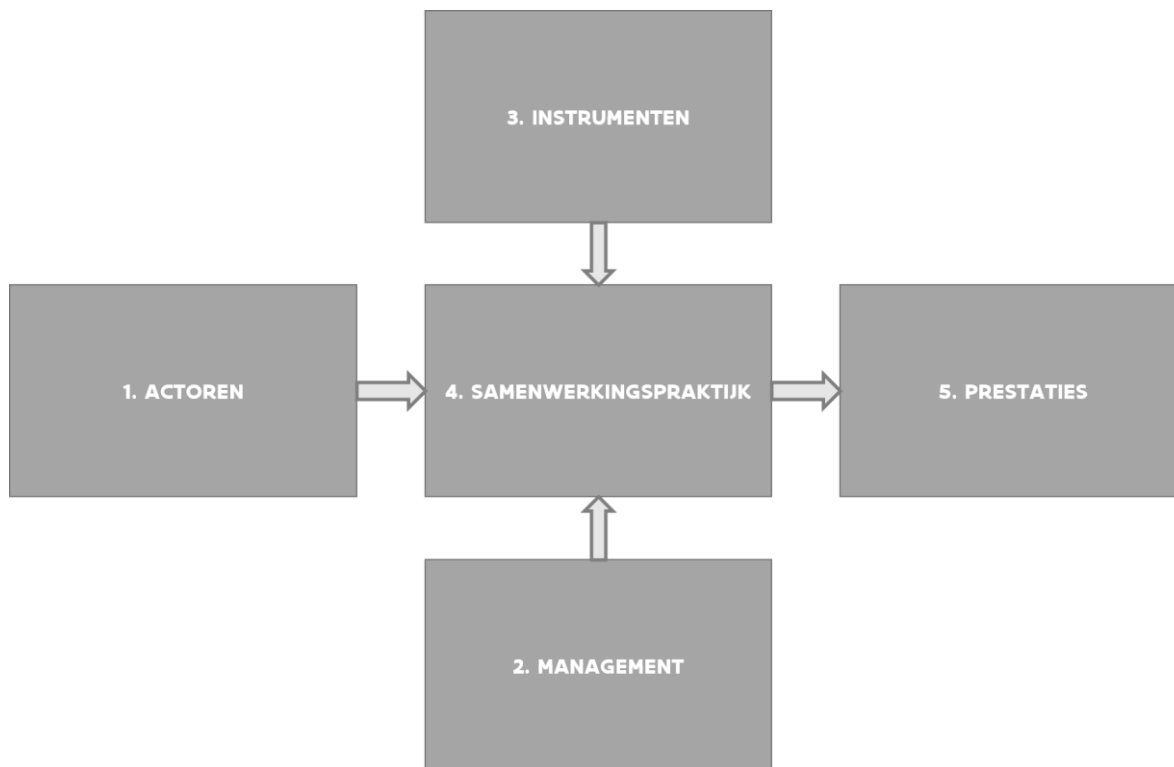 3. INSTRUMENTEN
1. ACTOREN
4. SAMENWERKINGSPRAKTIJK
5. PRESTATIES
2. MANAGEMENT